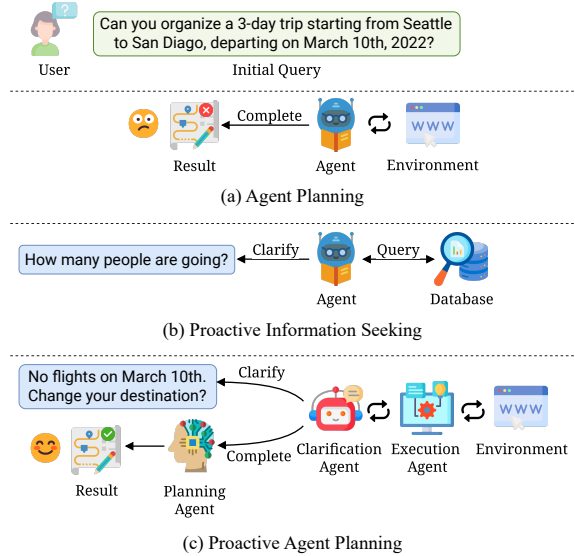 Can you organize a 3-day trip starting from Seattle
to San Diago, departing on March 10th, 2022?
User
Initial Query
Complete
WWW
Result
Agent
Environment
(a) Agent Planning
How many people are going?
Clarify
Query
Agent
Database
(b) Proactive Information Seeking
No flights on March 10th.
Change your destination?
Clarify
WWW
Complete
Clarification
Agent
Execution
Agent
Environment
Result
Planning
Agent
(c) Proactive Agent Planning